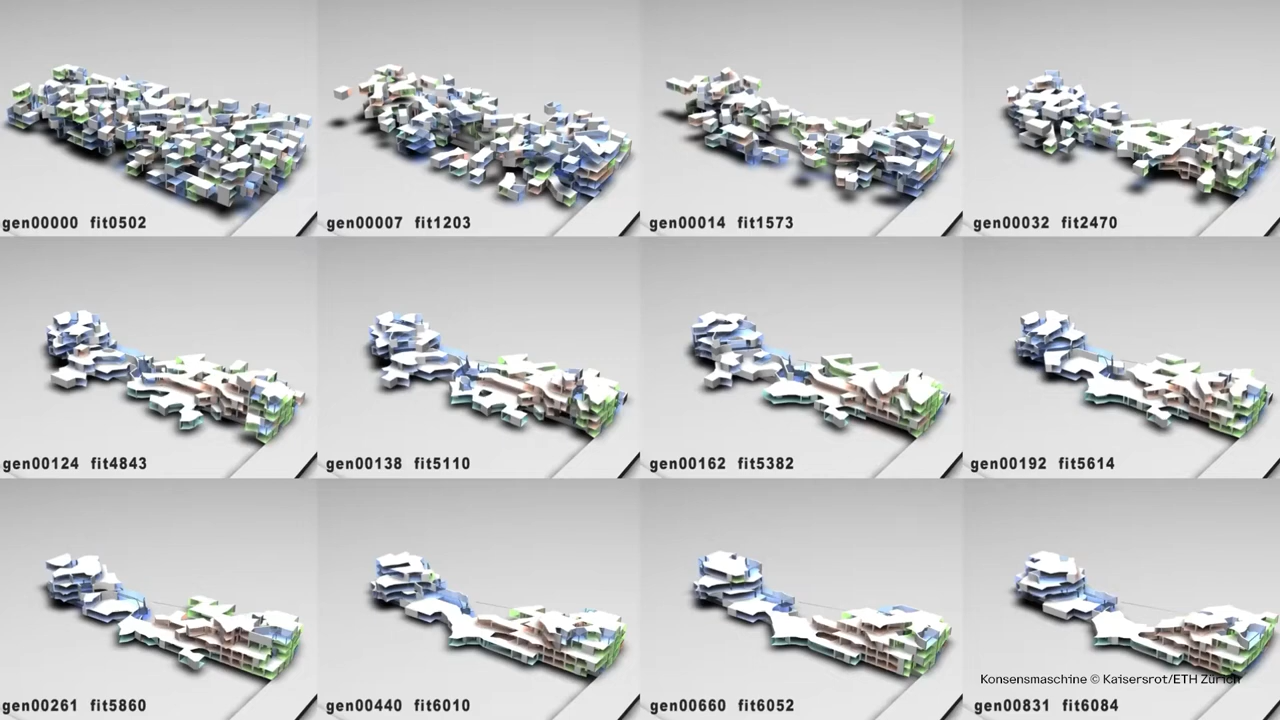 gen00000 fit0502
gen00007 fit1203
gen00014 fit1573
gen00032 fit2470
gen00124 fit4843
gen00138 fit5110
gen00162 fit5382
gen00192 fit5614
gen00261 fit5860
gen00440 fit6010
gen00660 fit6052
Konsensmaschine © Kaisersrot/ETH Zürich
gen00831 fit6084